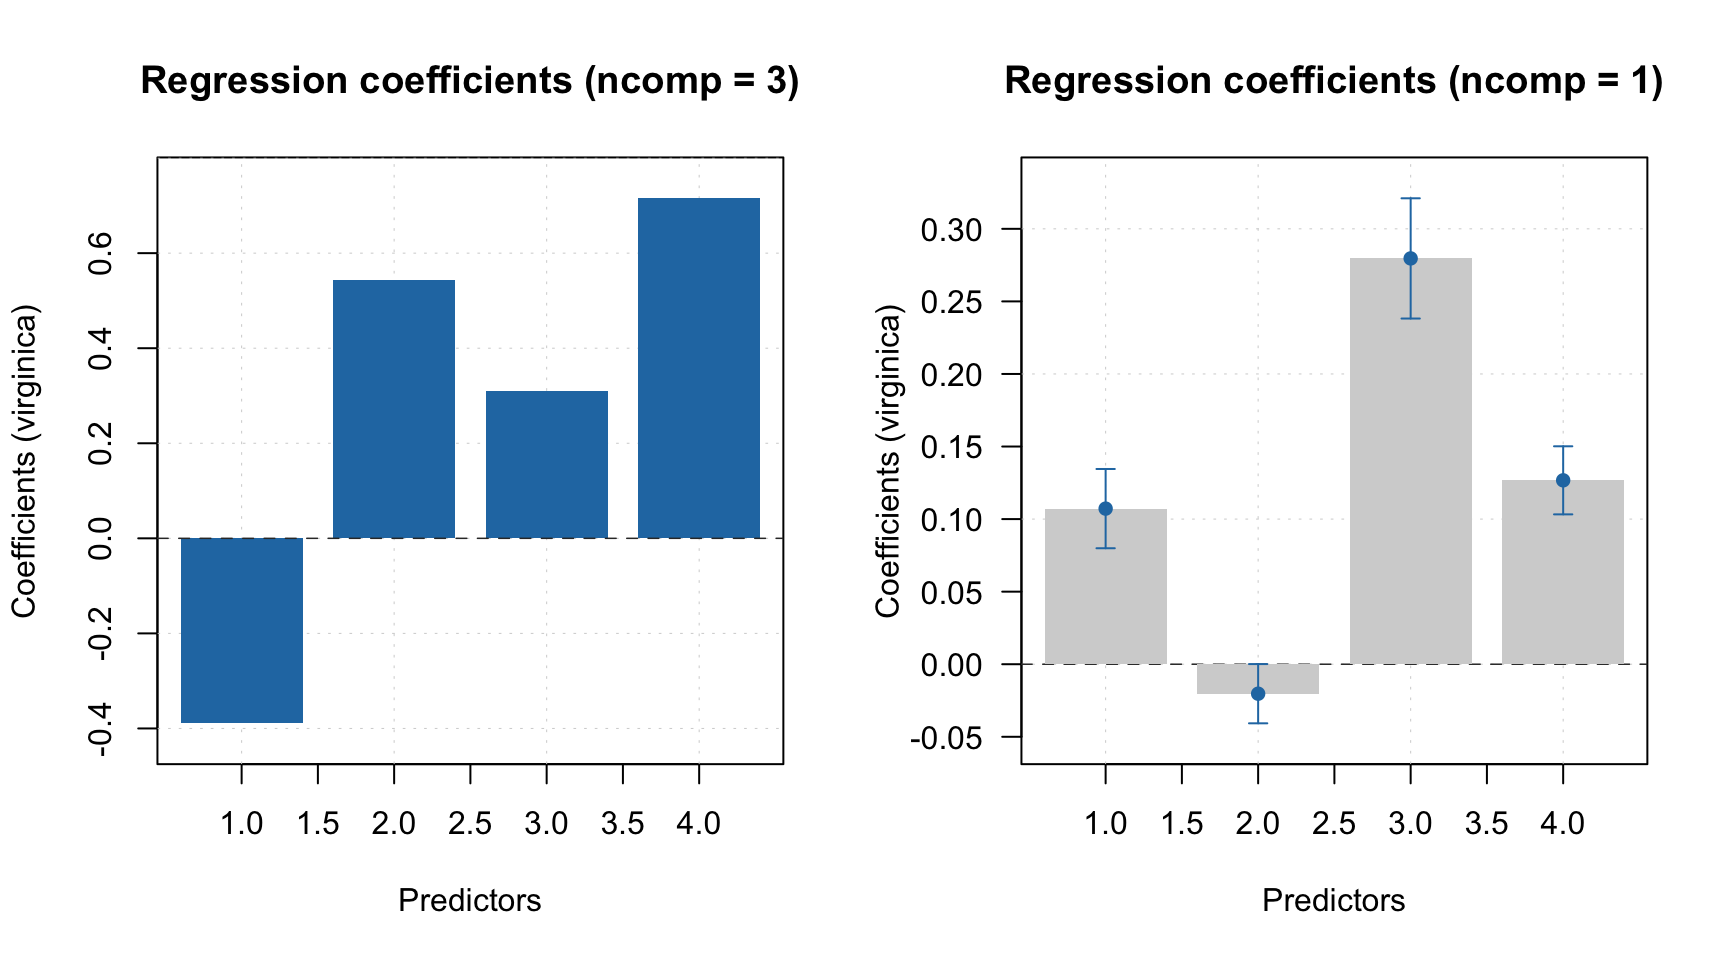 Regression coefficients (ncomp = 3)
Coefficients (virginica)
0.6
0.4
0.2
0.0
-0.2
-0.4
1.0 1.5 2.0 2.5 3.0 3.5 4.0
Predictors
Regression coefficients (ncomp = 1)
Coefficients (virginica)
0.30
0.25
0.20
0.15
0.10
0.05
0.00
-0.05
1.0 1.5 2.0 2.5 3.0 3.5 4.0
Predictors